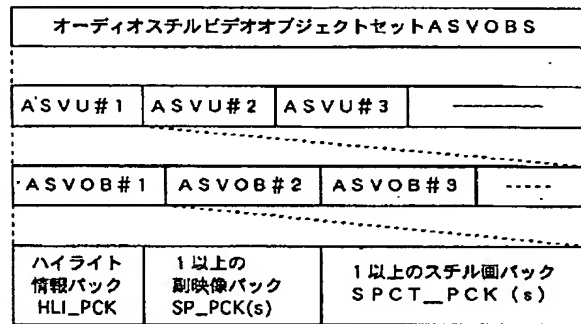 オーディオスチルビデオオブジェクトセットASVOBS
ASVU#1 ASVU#2 ASVU#3
ASVOB#1 ASVOB#2 ASVOB#3 -----
ハイライト
情報パック
HLI_PCK
1以上の
副映像パック
SP_PCK(s)
1以上のスチル画パック
SPCT_PCK (s)